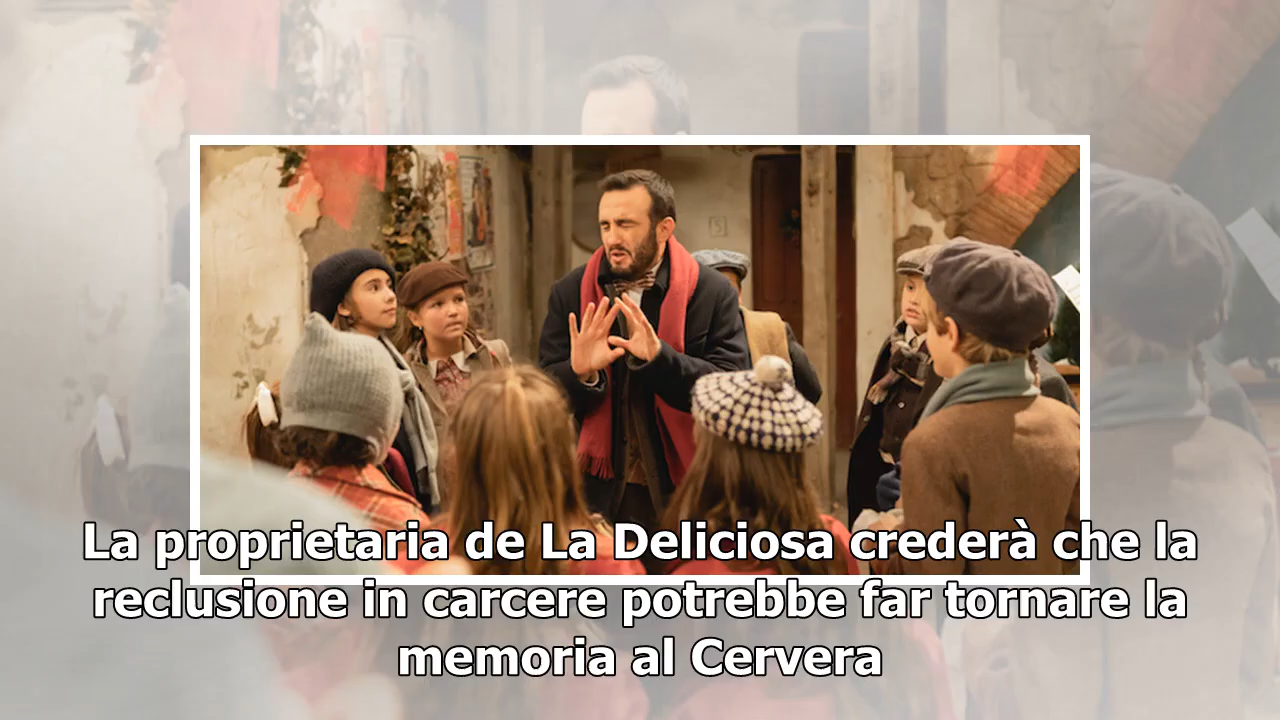 La proprietaria de La Deliciosa crederà che la
reclusione in carcere potrebbe far tornare la
memoria al Cervera